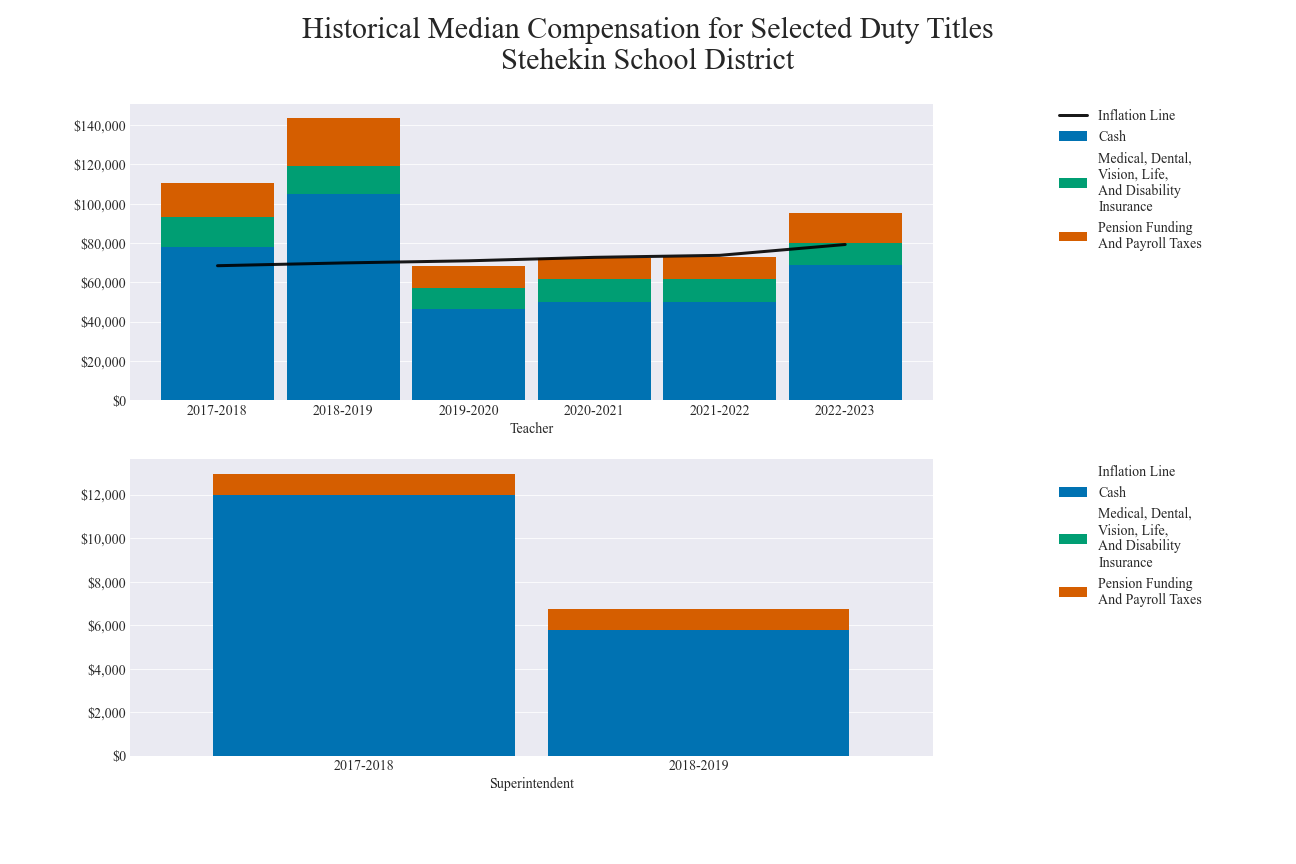 Historical Median Compensation for Selected Duty Titles
Stehekin School District
$140,000
$120,000
$100,000
$80,000
$60,000
$40,000
$20,000
$0
2017-2018
2018-2019
2019-2020
2020-2021
2021-2022
2022-2023
Teacher
Inflation Line
Cash
Medical, Dental,
Vision, Life,
And Disability
Insurance
Pension Funding
And Payroll Taxes
$12,000
$10,000
$8,000
$6,000
$4,000
$2,000
$0
2017-2018
2018-2019
Superintendent
Inflation Line
Cash
Medical, Dental,
Vision, Life,
And Disability
Insurance
Pension Funding
And Payroll Taxes